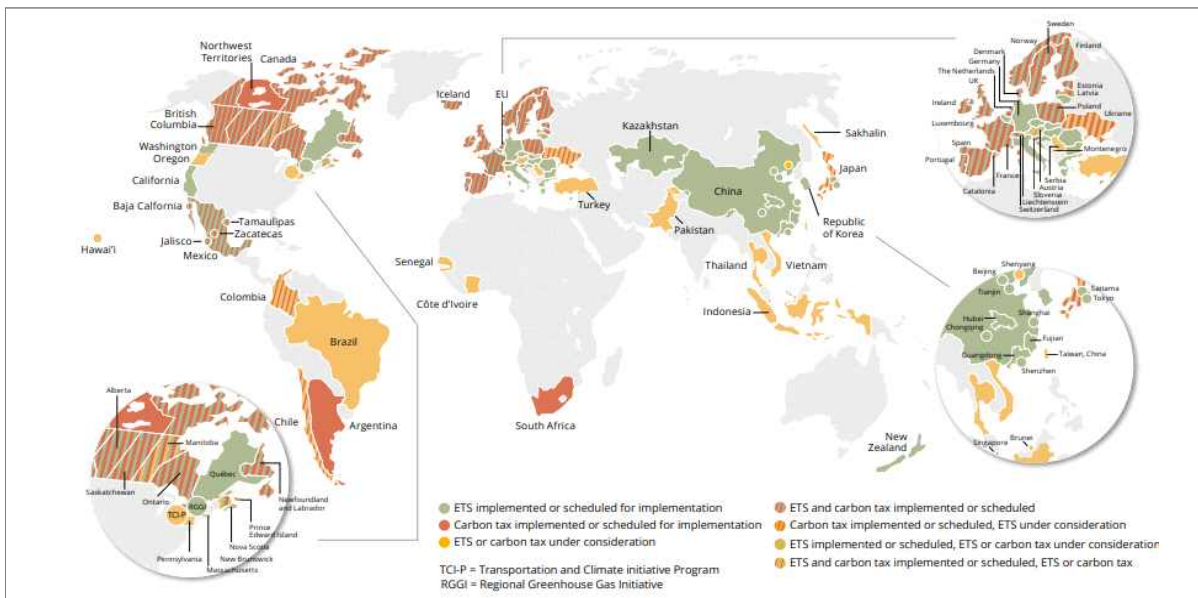 Northwest
Territories
Canada
British
Columbia
Washington
Oregon
California
Baja Calfornia
Hawai'i
Jalisco
Mexico
Tamaulipas
Zacatecas
Colombia
Brazil
Chile
Argentina
Iceland
EU
Senegal
Côte d'Ivoire
South Africa
Turkey
Kazakhstan
Pakistan
China
Thailand
Vietnam
Indonesia
Sakhalin
Japan
Republic
of Korea
New
Zealand
Sweden
Norway
Finland
Denmark
Germany
The Netherlands
UK
Ireland
Luxembourg
Spain
Portugal
Catalonia
France
Estonia
Latvia
Poland
Ukraine
Montenegro
Serbia
Austria
Slovenia
Liechtenstein
Switzerland
Beijing
Shenyang
Tianjin
Saitama
Tokyo
Shanghai
Hubei
Chongqing
Fujian
Guangdong
Taiwan, China
Shenzhen
Singapore
Brunei
Alberta
Manitoba
Québec
Saskatchewan
Ontario
TCI-P
RGGI
Newfoundland
and Labrador
Prince
Edward Island
Nova Scotia
New Brunswick
Pennsylvania
Massachusetts
ETS implemented or scheduled for implementation
Carbon tax implemented or scheduled for implementation
ETS or carbon tax under consideration
TCI-P = Transportation and Climate initiative Program
RGGI = Regional Greenhouse Gas Initiative
ETS and carbon tax implemented or scheduled
Carbon tax implemented or scheduled, ETS under consideration
ETS implemented or scheduled, ETS or carbon tax under consideration
ETS and carbon tax implemented or scheduled, ETS or carbon tax